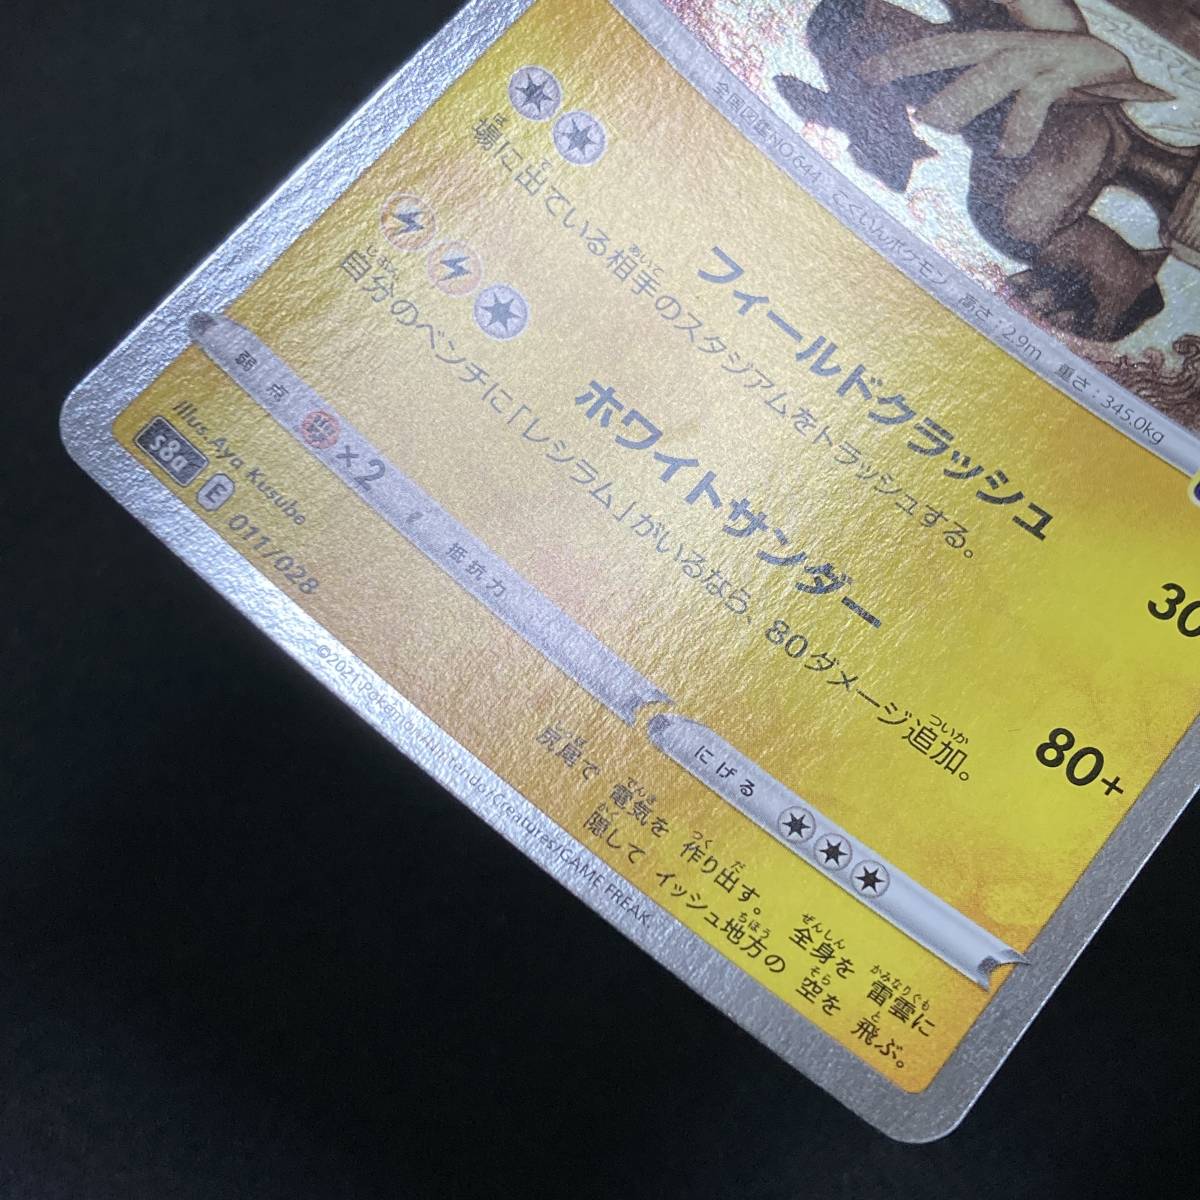 全国図鑑NO.644 こくいんポケモン 高さ:2.9m 重さ:345.0kg
フィールドクラッシュ 30
場に出ている相手のスタジアムをトラッシュする。
ホワイトサンダー 80+
自分のベンチに「レシラム」がいるなら、80ダメージ追加。
弱点 ×2 抵抗力 にげる
Illus. Aya Kusube
s8a E 011/028
尻尾で 電気を 作り出す。 全身を 雷雲に
隠して イッシュ地方の 空を 飛ぶ。
©2021 Pokémon/Nintendo/Creatures/GAME FREAK.